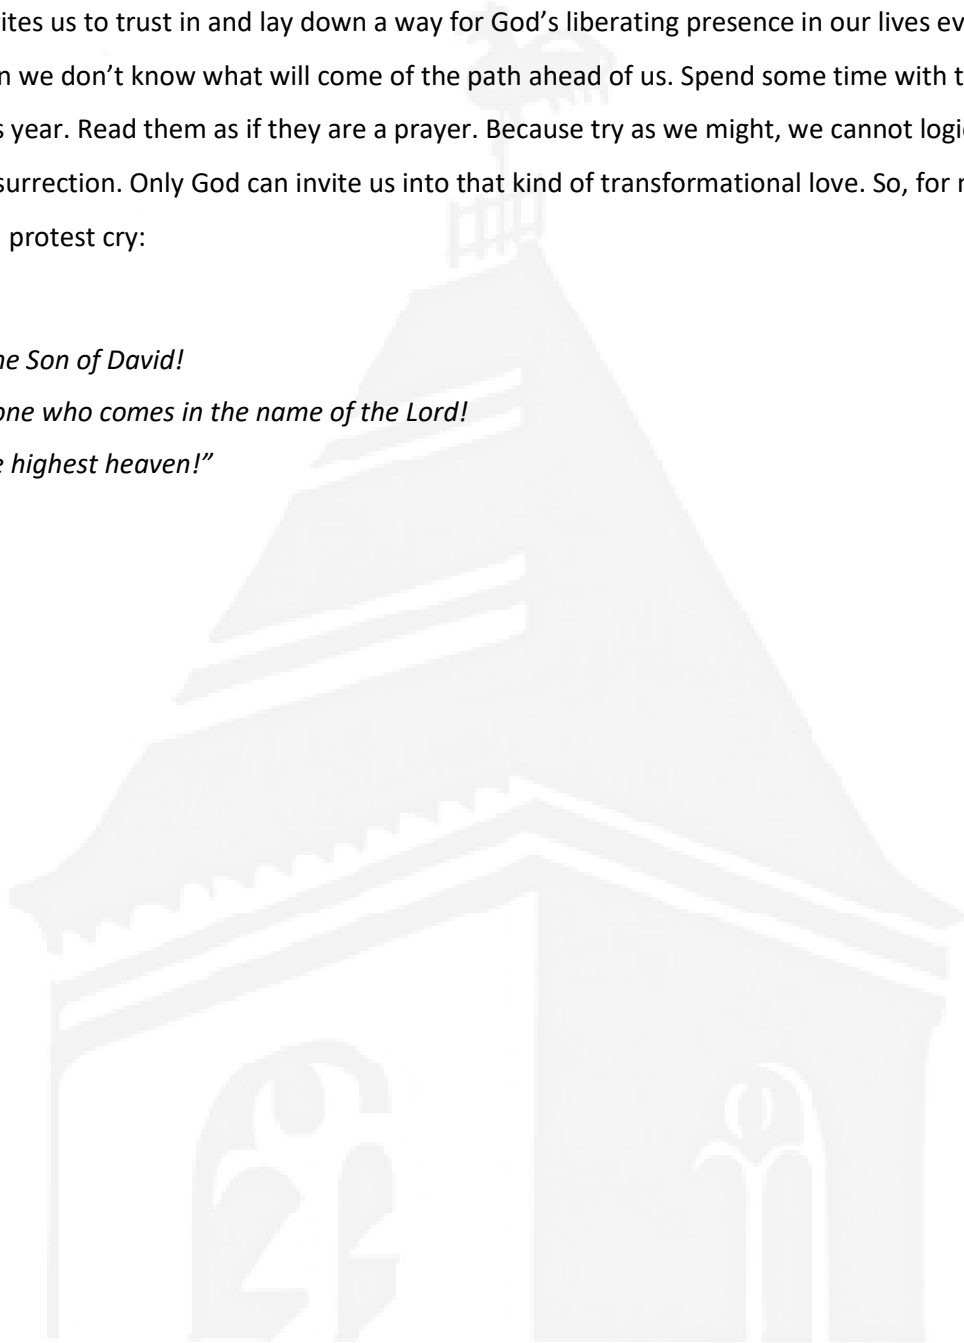 ites us to trust in and lay down a way for God’s liberating presence in our lives ev
n we don’t know what will come of the path ahead of us. Spend some time with t
s year. Read them as if they are a prayer. Because try as we might, we cannot logi
surrection. Only God can invite us into that kind of transformational love. So, for
protest cry:
ne Son of David!
one who comes in the name of the Lord!
e highest heaven!”